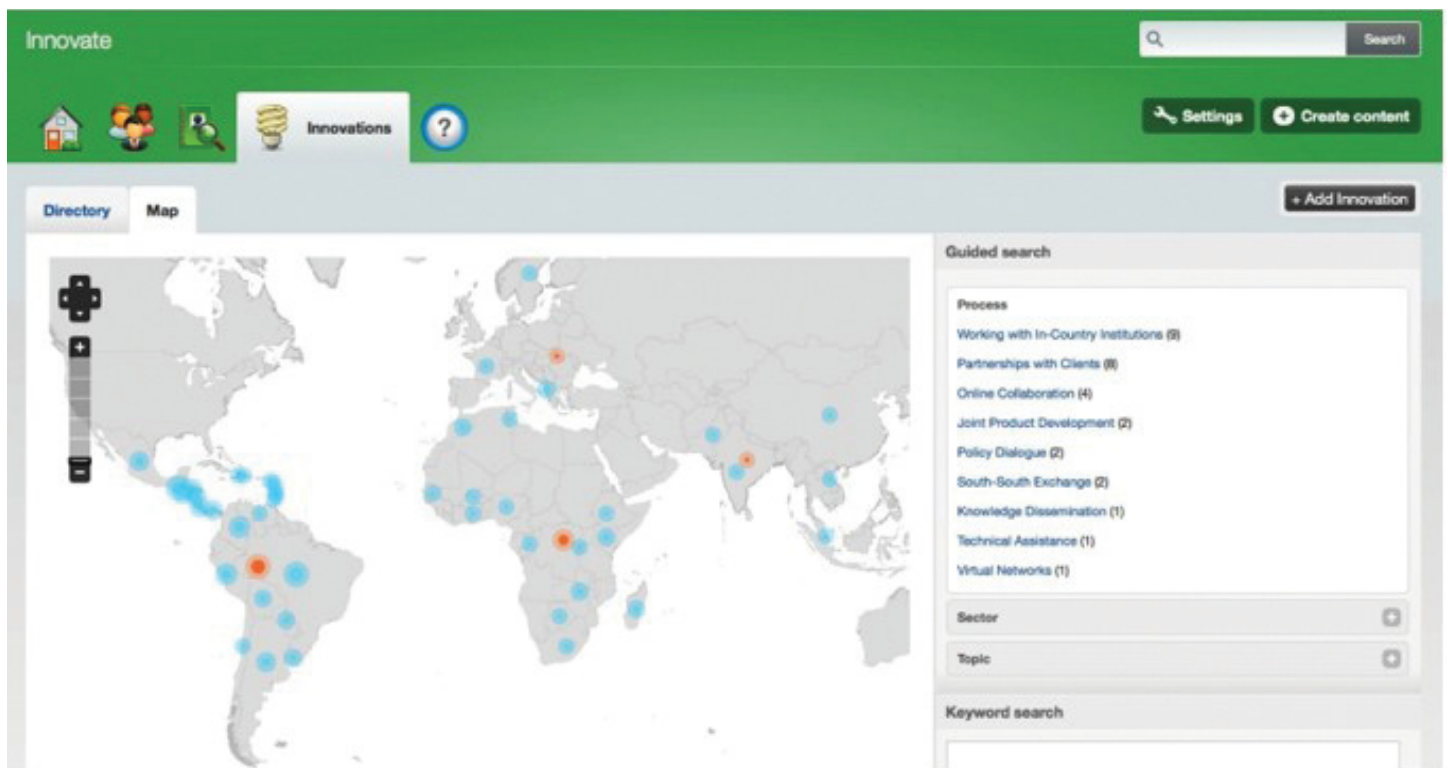 Innovate
Search
Innovations
?
Settings
Create content
Directory
Map
+ Add Innovation
Guided search
Process
Working with In-Country Institutions (9)
Partnerships with Clients (8)
Online Collaboration (4)
Joint Product Development (2)
Policy Dialogue (2)
South-South Exchange (2)
Knowledge Dissemination (1)
Technical Assistance (1)
Virtual Networks (1)
Sector
Topic
Keyword search